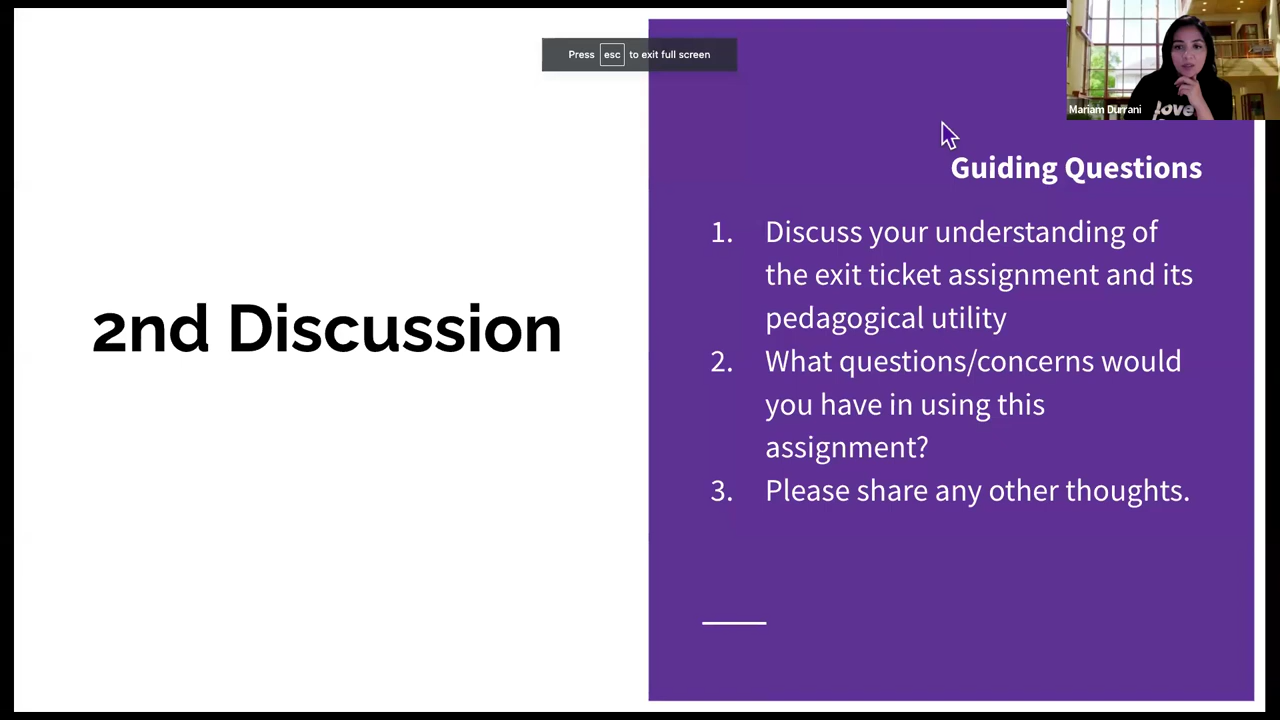 Press esc to exit full screen
Mariam Durrani
love
Guiding Questions
2nd Discussion
1. Discuss your understanding of
the exit ticket assignment and its
pedagogical utility
2. What questions/concerns would
you have in using this
assignment?
3. Please share any other thoughts.